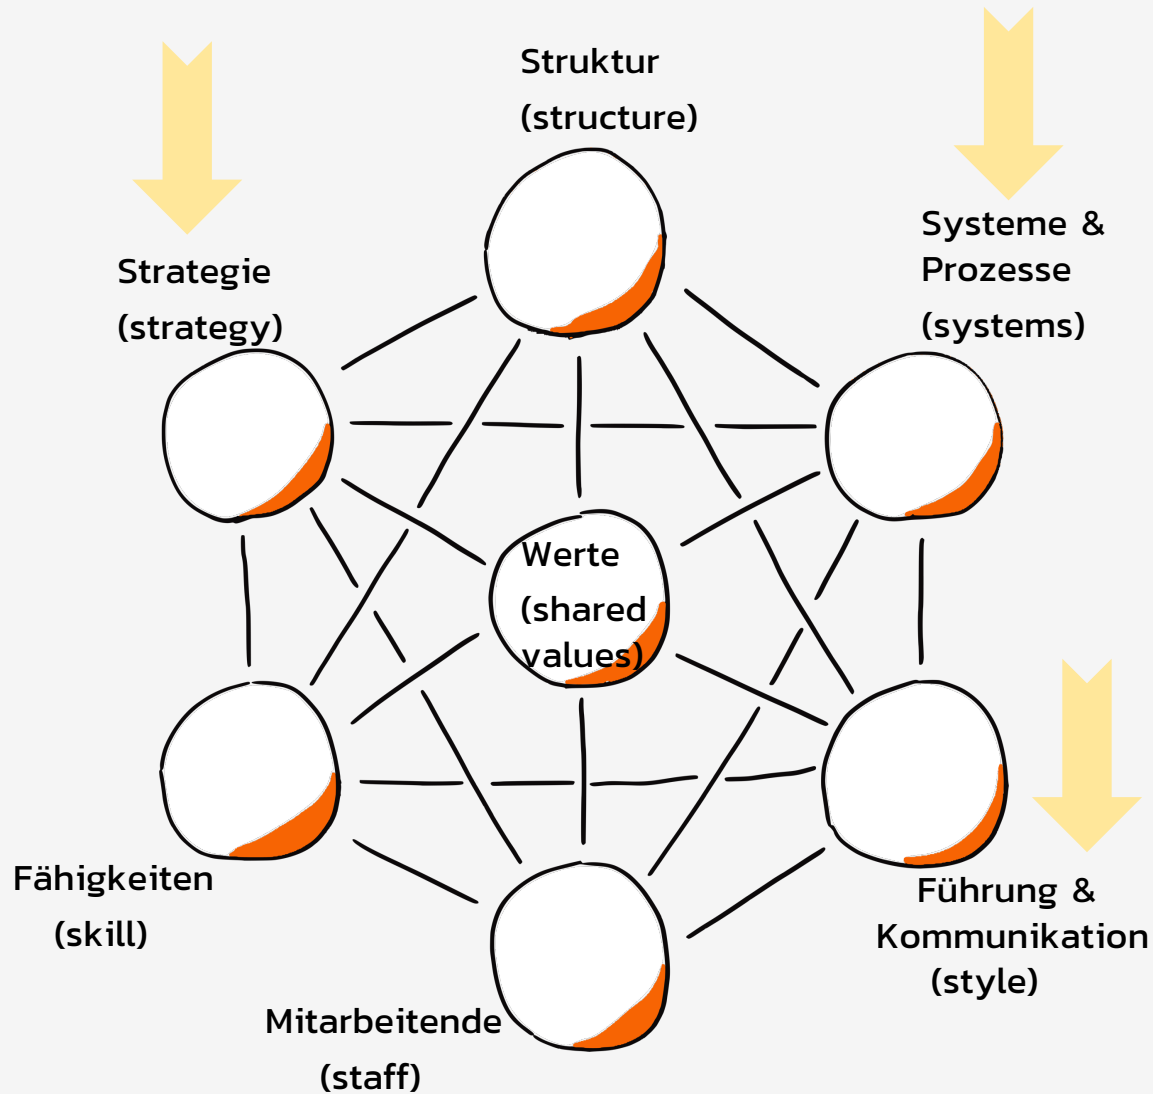 Struktur
(structure)
Systeme &
Prozesse
(systems)
Strategie
(strategy)
Werte
(shared
values)
Fähigkeiten
(skill)
Führung &
Kommunikation
(style)
Mitarbeitende
(staff)